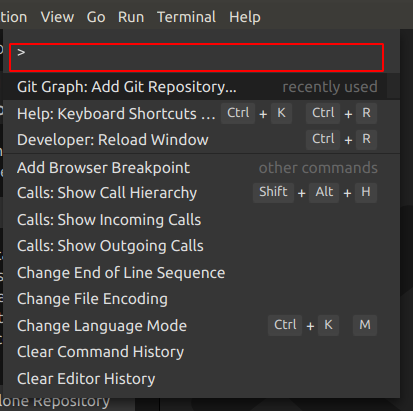 tion View Go Run Terminal Help
>
Git Graph: Add Git Repository... recently used
Help: Keyboard Shortcuts ... Ctrl + K Ctrl + R
Developer: Reload Window Ctrl + R
Add Browser Breakpoint other commands
Calls: Show Call Hierarchy Shift + Alt + H
Calls: Show Incoming Calls
Calls: Show Outgoing Calls
Change End of Line Sequence
Change File Encoding
Change Language Mode Ctrl + K M
Clear Command History
Clear Editor History
lone Repository